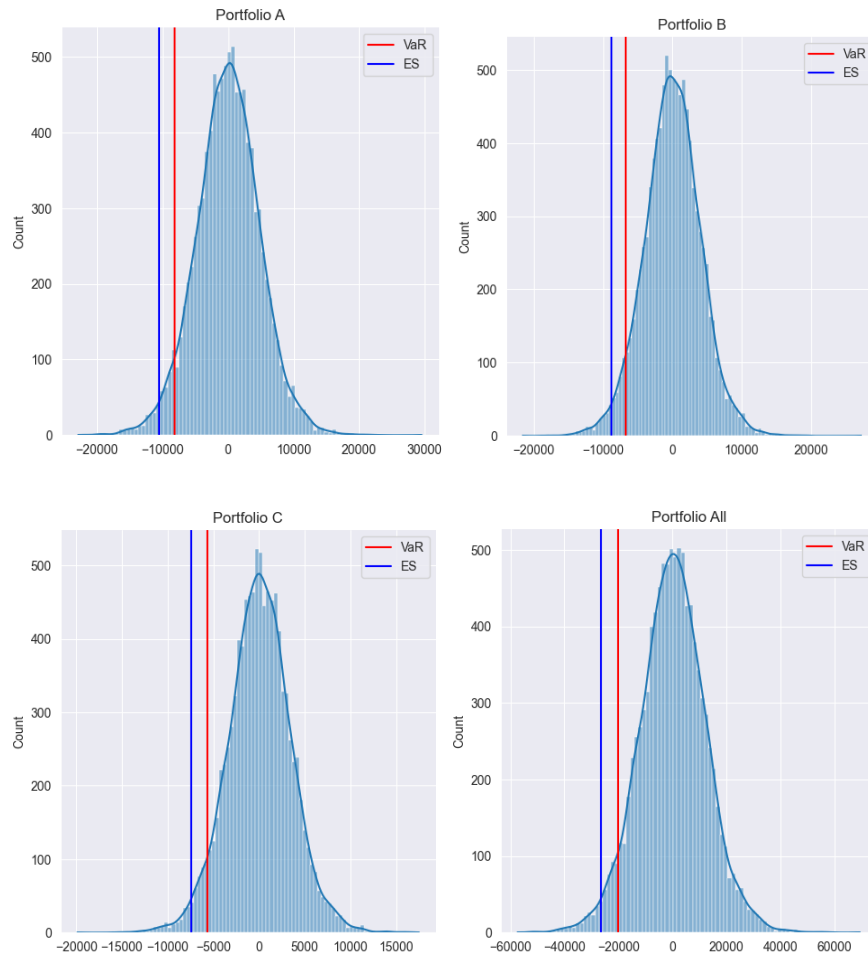 Portfolio A
VaR
ES
Count
500
400
300
200
100
0
−20000 −10000 0 10000 20000 30000
Portfolio B
VaR
ES
Count
500
400
300
200
100
0
−20000 −10000 0 10000 20000
Portfolio C
VaR
ES
Count
500
400
300
200
100
0
−20000 −15000 −10000 −5000 0 5000 10000 15000
Portfolio All
VaR
ES
Count
500
400
300
200
100
0
−60000 −40000 −20000 0 20000 40000 60000